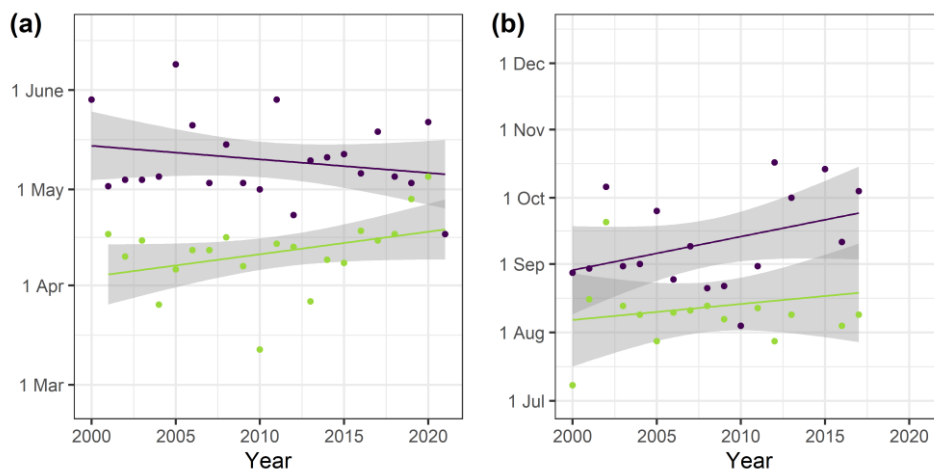 (a)
1 June
1 May
1 Apr
1 Mar
2000 2005 2010 2015 2020
Year
(b)
1 Dec
1 Nov
1 Oct
1 Sep
1 Aug
1 Jul
2000 2005 2010 2015 2020
Year